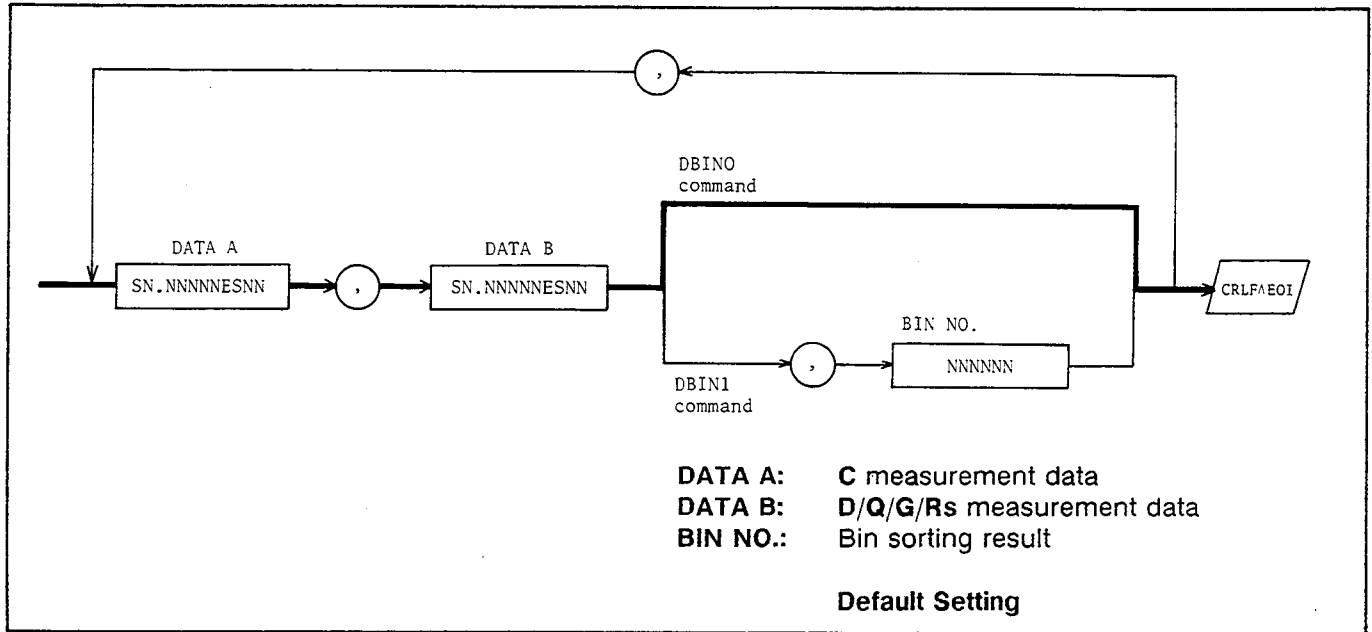 ,
DBIN0
command
DATA A
DATA B
SN.NNNNNESNN
,
SN.NNNNNESNN
CRLF^EOI
BIN NO.
,
NNNNNN
DBIN1
command
DATA A: C measurement data
DATA B: D/Q/G/Rs measurement data
BIN NO.: Bin sorting result
Default Setting